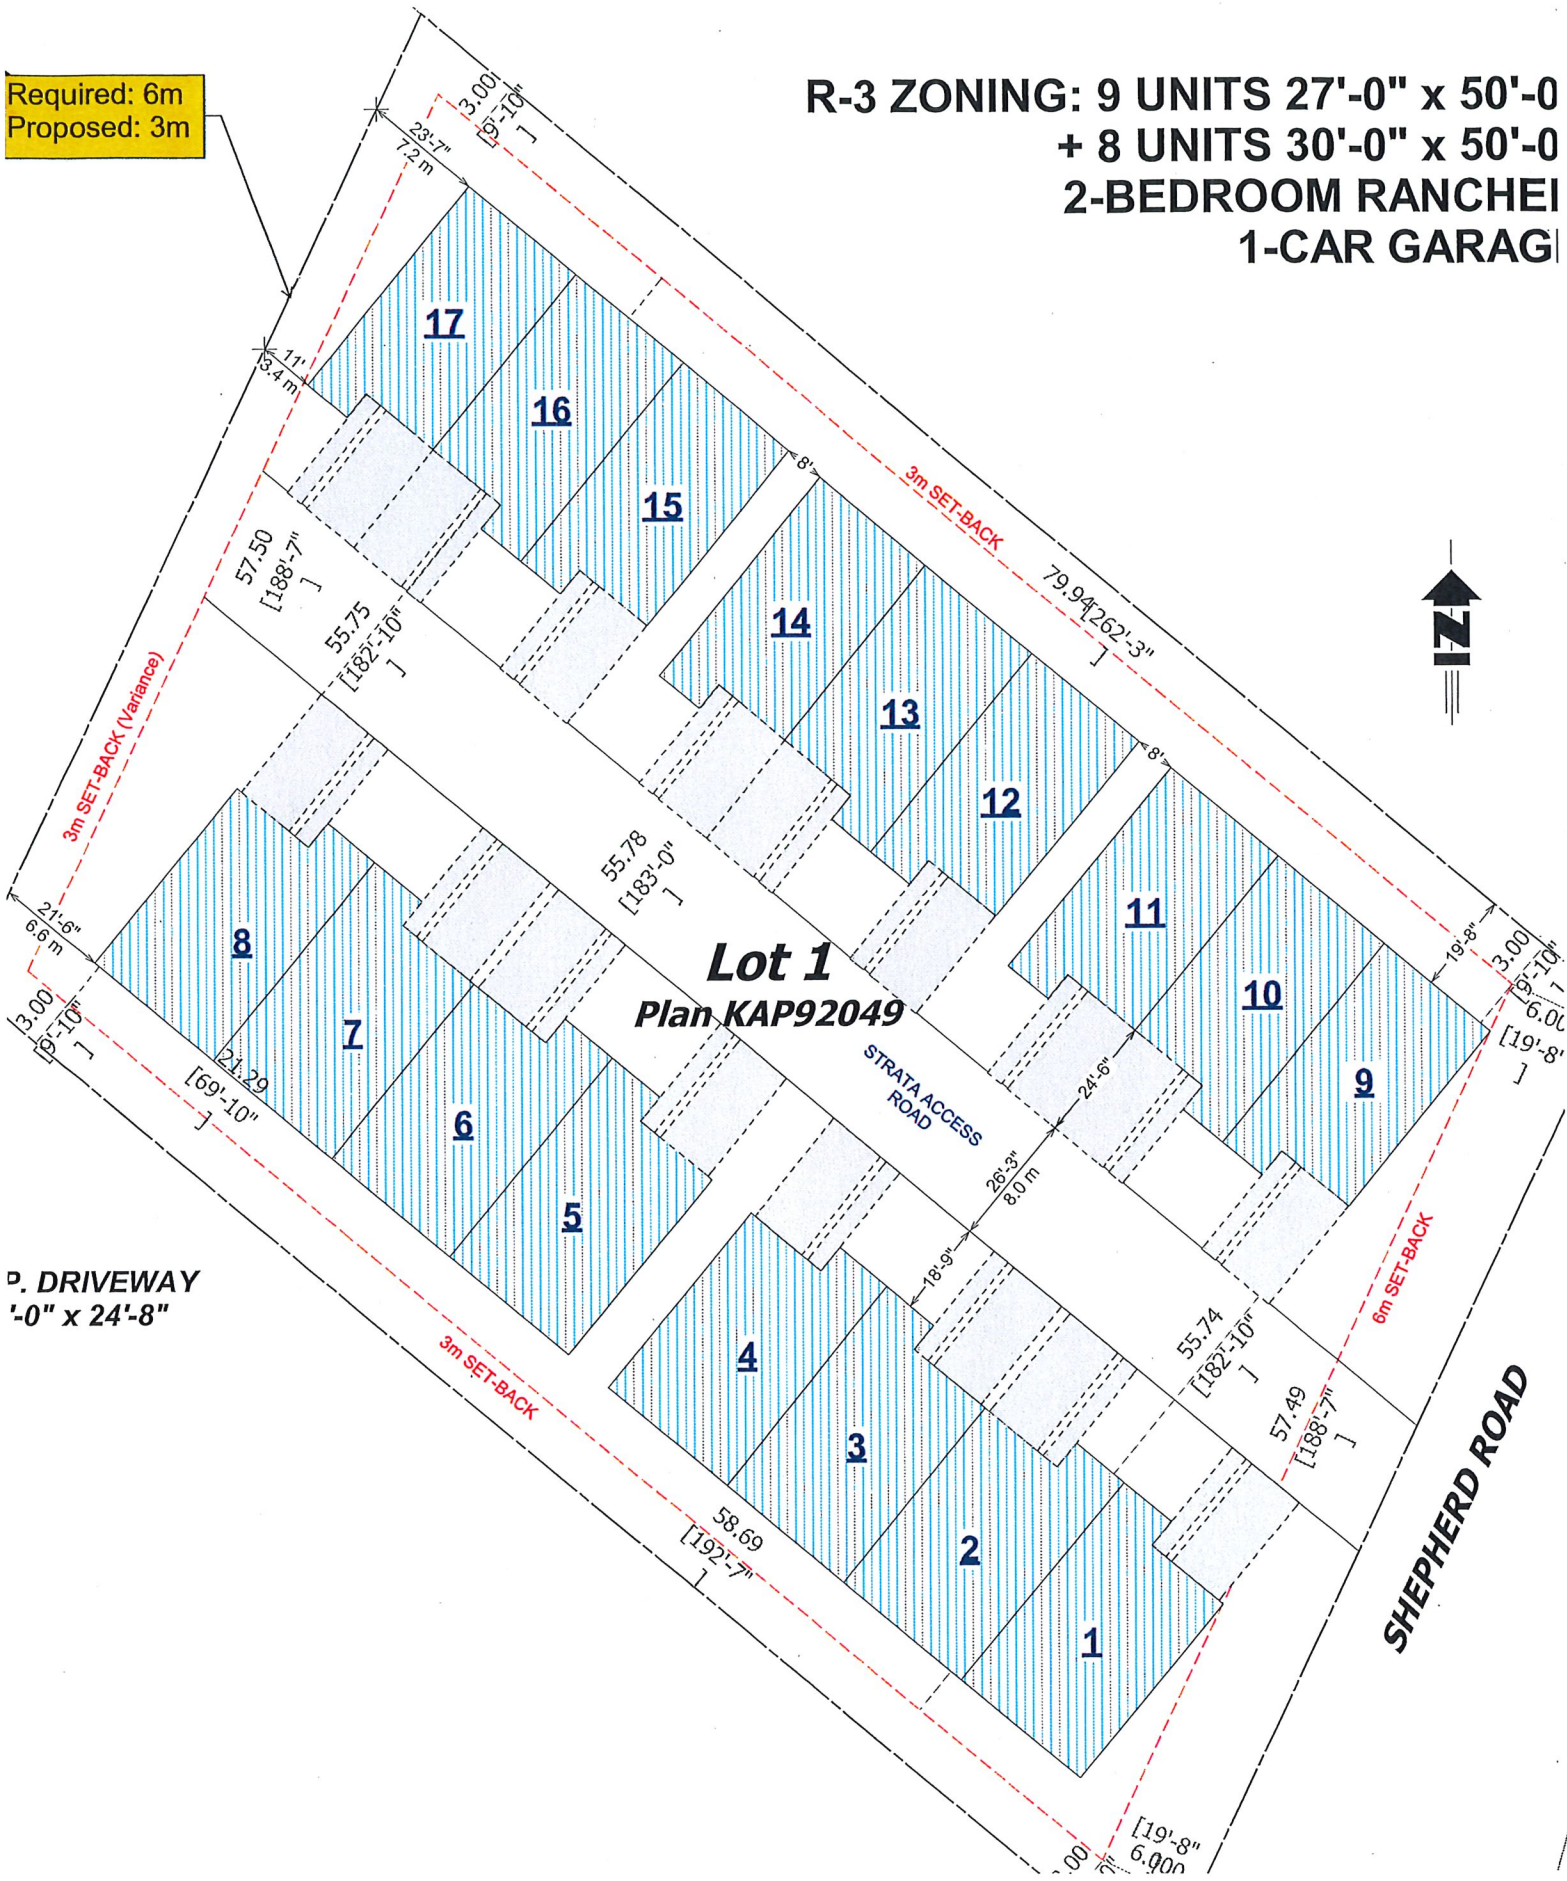 Required: 6m
Proposed: 3m
R-3 ZONING: 9 UNITS 27'-0" x 50'-0
+ 8 UNITS 30'-0" x 50'-0
2-BEDROOM RANCHE
1-CAR GARAG
3.00
[9'-10"
]
23'-7"
7.2 m
17
11'
3.4 m
16
15
8'
3m SET-BACK
79.94
[262'-3"
]
N
57.50
[188'-7"
]
55.75
[182'-10"
]
14
13
12
8'
3m SET-BACK (Variance)
55.78
[183'-0"
]
11
10
9
19'-8"
3.00
[9'-10"
]
6.00
[19'-8"
]
21'-6"
6.6 m
8
7
6
5
3.00
[9'-10"
]
21.29
[69'-10"
]
Lot 1
Plan KAP92049
STRATA ACCESS
ROAD
24'-6"
26'-3"
8.0 m
18'-9"
6m SET-BACK
P. DRIVEWAY
'-0" x 24'-8"
3m SET-BACK
4
3
2
1
55.74
[182'-10"
]
57.49
[188'-7"
]
58.69
[192'-7"
]
SHEPHERD ROAD
[19'-8"
6.000
.00